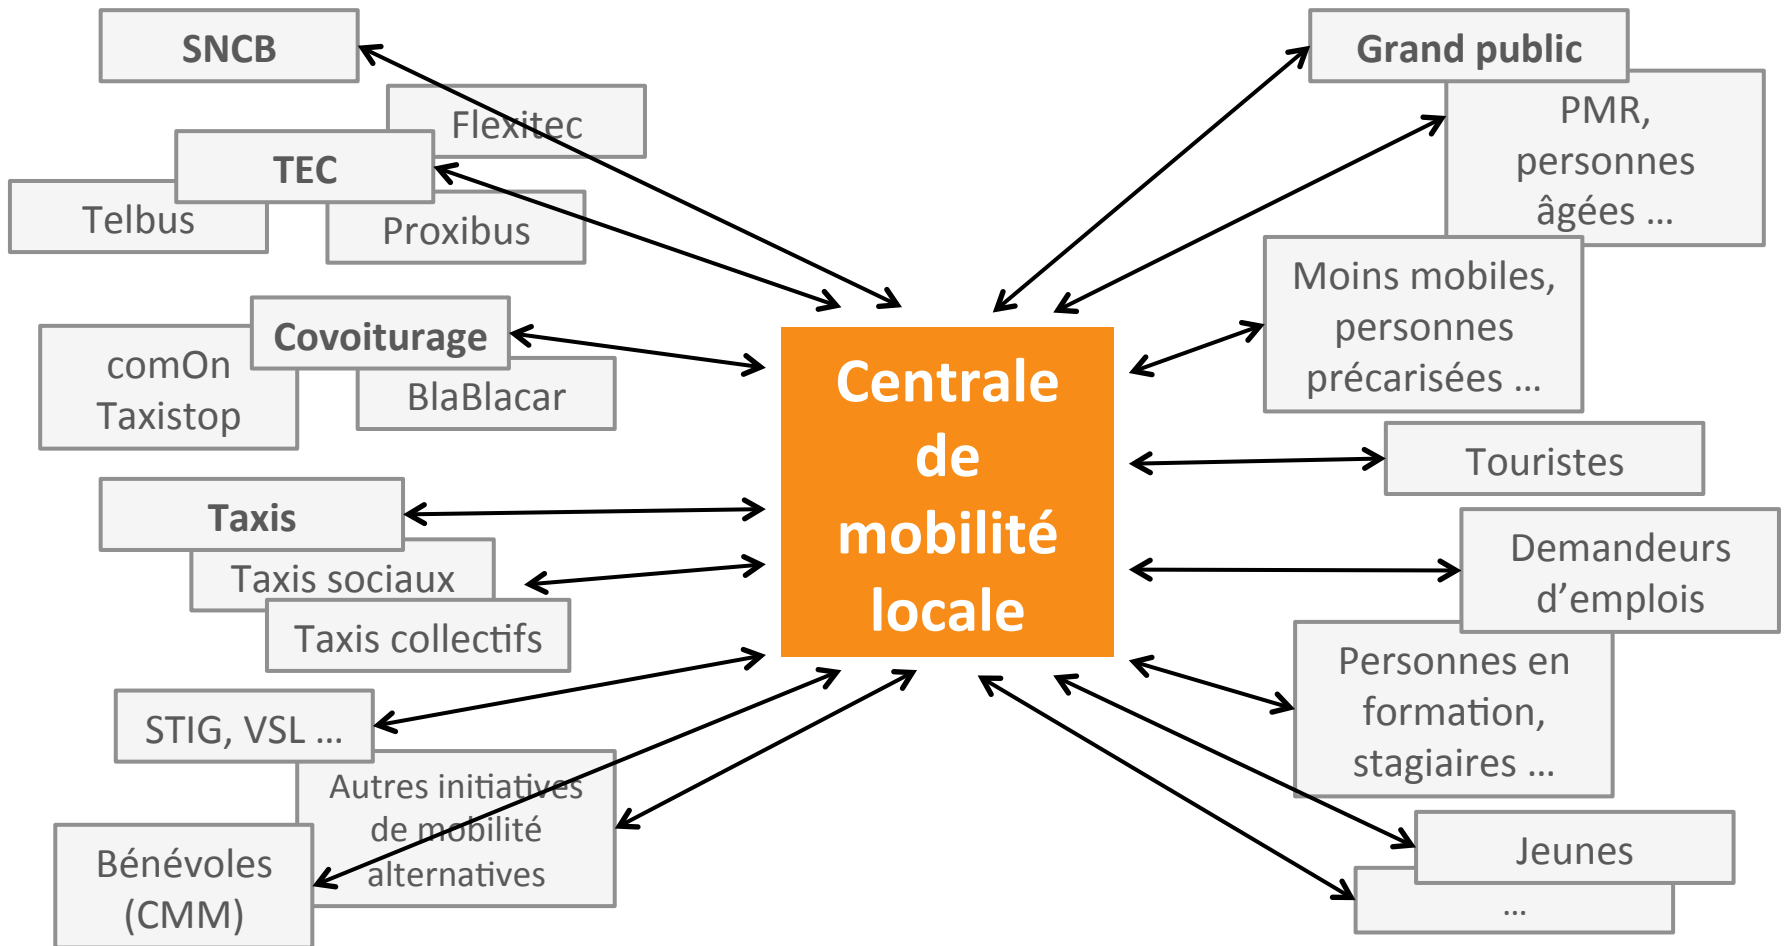 SNCB
Flexitec
TEC
Telbus
Proxibus
Covoiturage
comOn
Taxistop
BlaBlacar
Taxis
Taxis sociaux
Taxis collectifs
STIG, VSL ...
Autres initiatives
de mobilité
alternatives
Bénévoles
(CMM)
Centrale
de
mobilité
locale
Grand public
PMR,
personnes
âgées ...
Moins mobiles,
personnes
précarisées ...
Touristes
Demandeurs
d’emplois
Personnes en
formation,
stagiaires ...
Jeunes
...